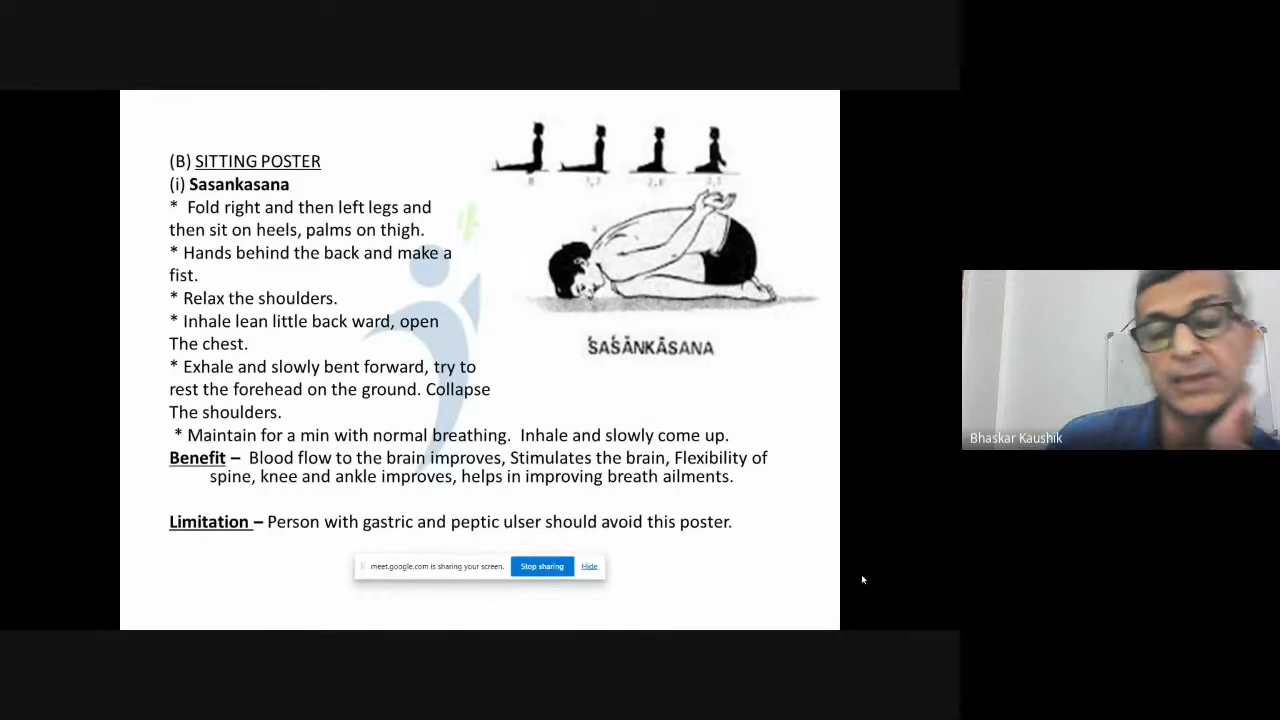 (B) SITTING POSTER
(i) Sasankasana
* Fold right and then left legs and
then sit on heels, palms on thigh.
* Hands behind the back and make a
fist.
* Relax the shoulders.
* Inhale lean little back ward, open
The chest.
* Exhale and slowly bent forward, try to
rest the forehead on the ground. Collapse
The shoulders.
* Maintain for a min with normal breathing. Inhale and slowly come up.
Benefit – Blood flow to the brain improves, Stimulates the brain, Flexibility of
spine, knee and ankle improves, helps in improving breath ailments.
Limitation – Person with gastric and peptic ulser should avoid this poster.
ŚAŚĀNKĀSANA
meet.google.com is sharing your screen. Stop sharing Hide
Bhaskar Kaushik